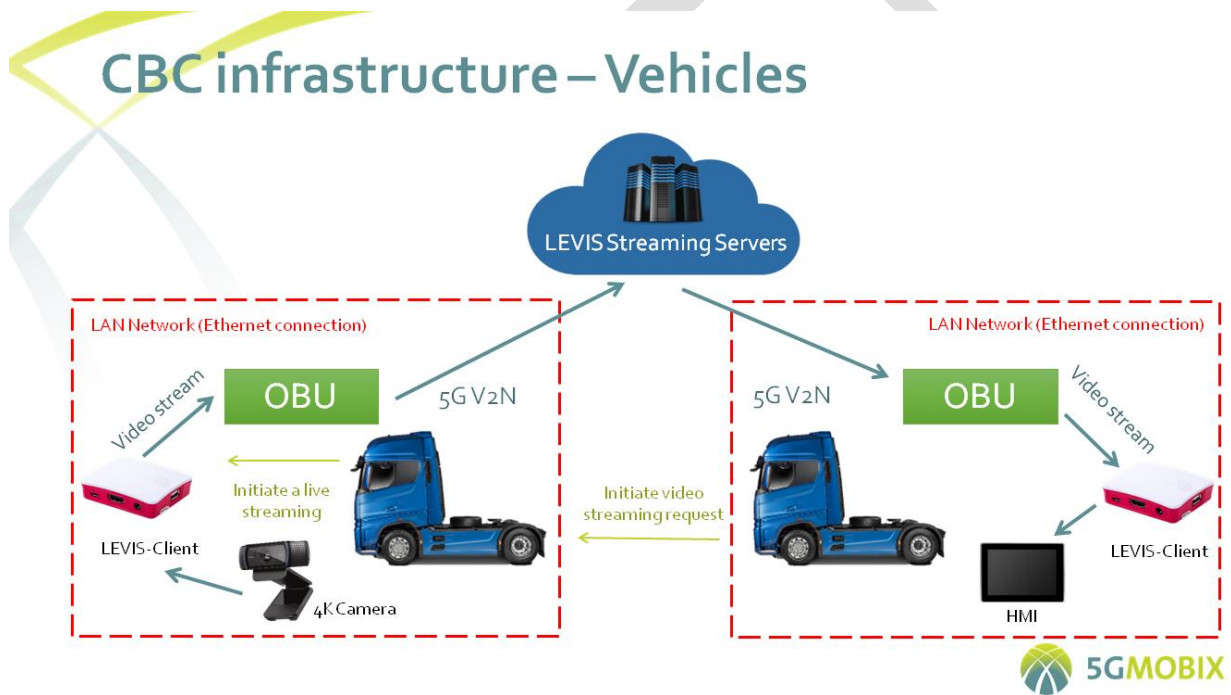 CBC infrastructure – Vehicles
LEVIS Streaming Servers
LAN Network (Ethernet connection)
OBU
5G V2N
Video stream
Initiate a live
streaming
LEVIS-Client
4K Camera
Initiate video
streaming request
LAN Network (Ethernet connection)
5G V2N
OBU
Video stream
LEVIS-Client
HMI
5GMOBIX